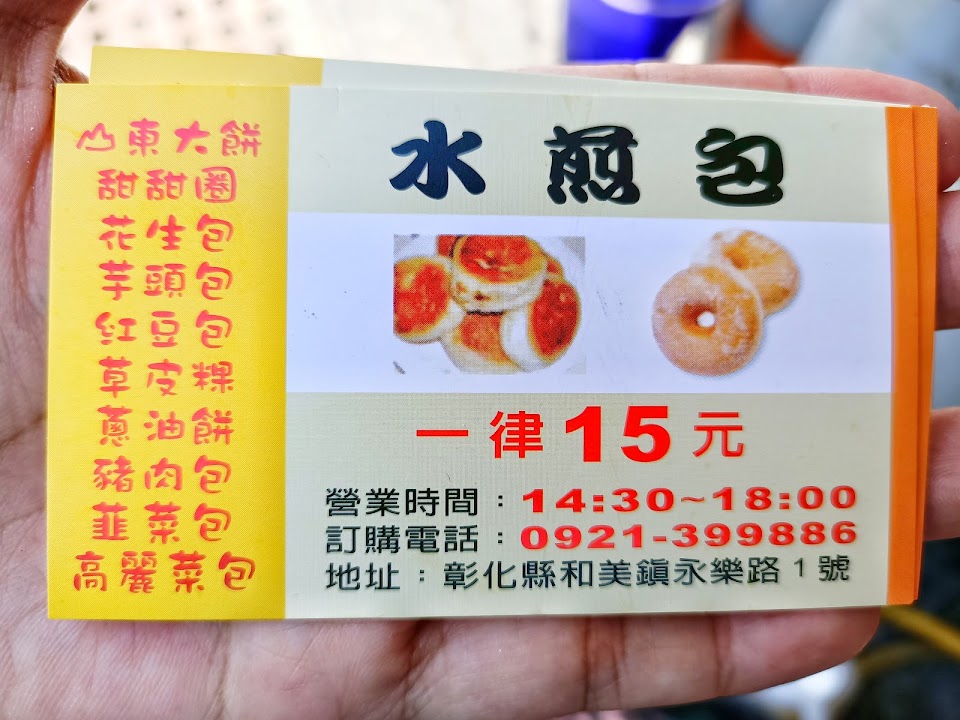 山東大餅
甜甜圈
花生包
芋頭包
紅豆包
草皮粿
蔥油餅
豬肉包
韮菜包
高麗菜包
水煎包
一律15元
營業時間：14:30~18:00
訂購電話：0921-399886
地址：彰化縣和美鎮永樂路1號